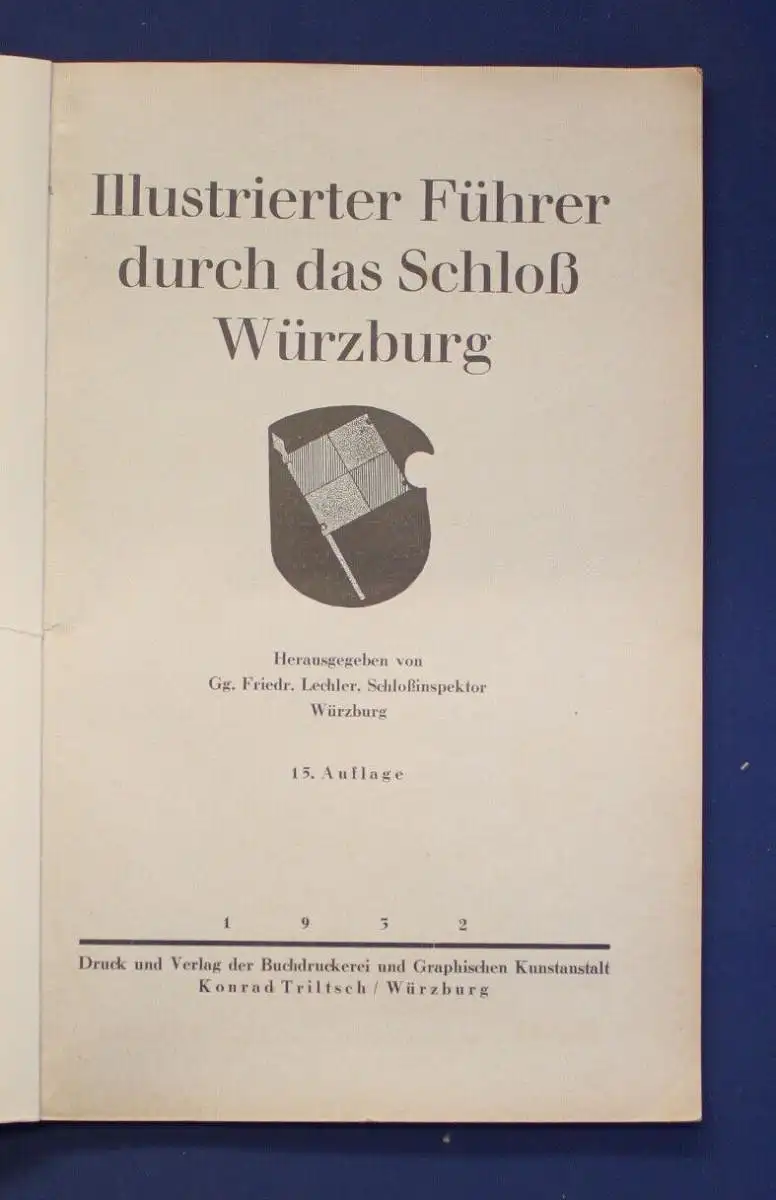 Illustrierter Führer
durch das Schloß
Würzburg
Herausgegeben von
Gg. Friedr. Lechler, Schloßinspektor
Würzburg
15. Auflage
1 9 3 2
Druck und Verlag der Buchdruckerei und Graphischen Kunstanstalt
Konrad Triltsch / Würzburg